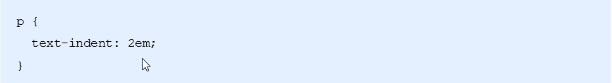 p {
  text-indent: 2em;
}